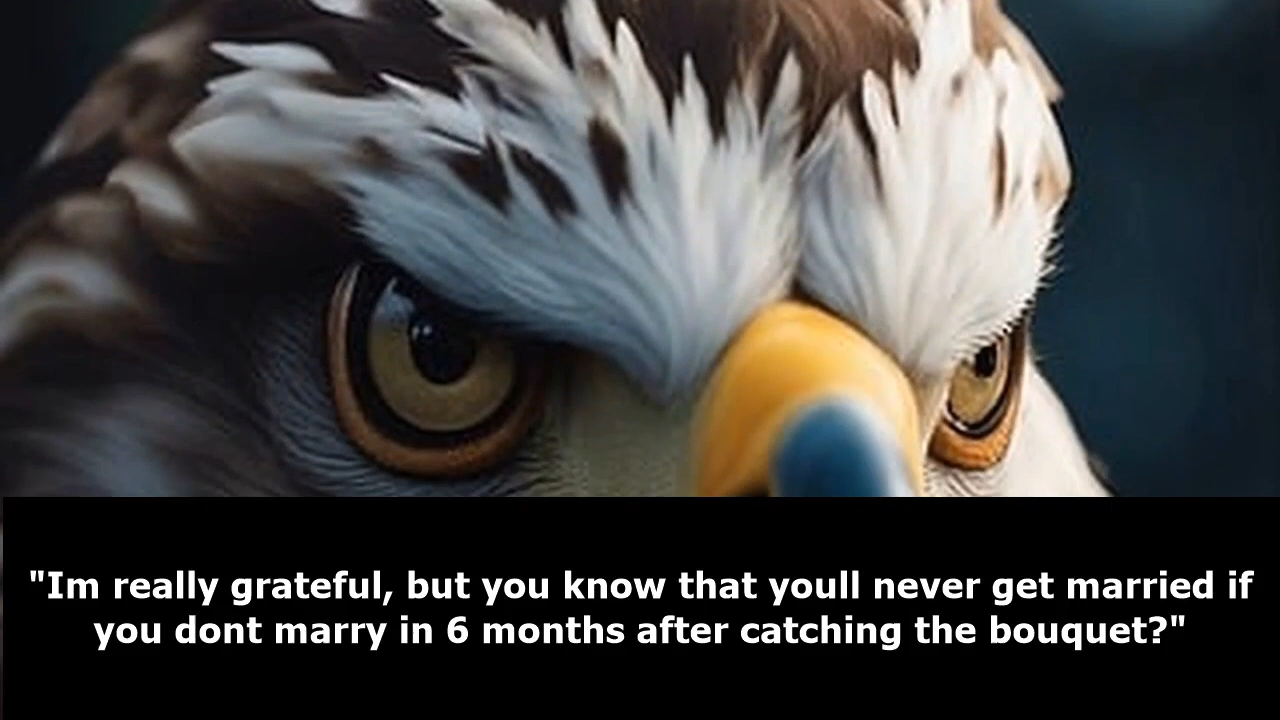 "Im really grateful, but you know that youll never get married if
you dont marry in 6 months after catching the bouquet?"